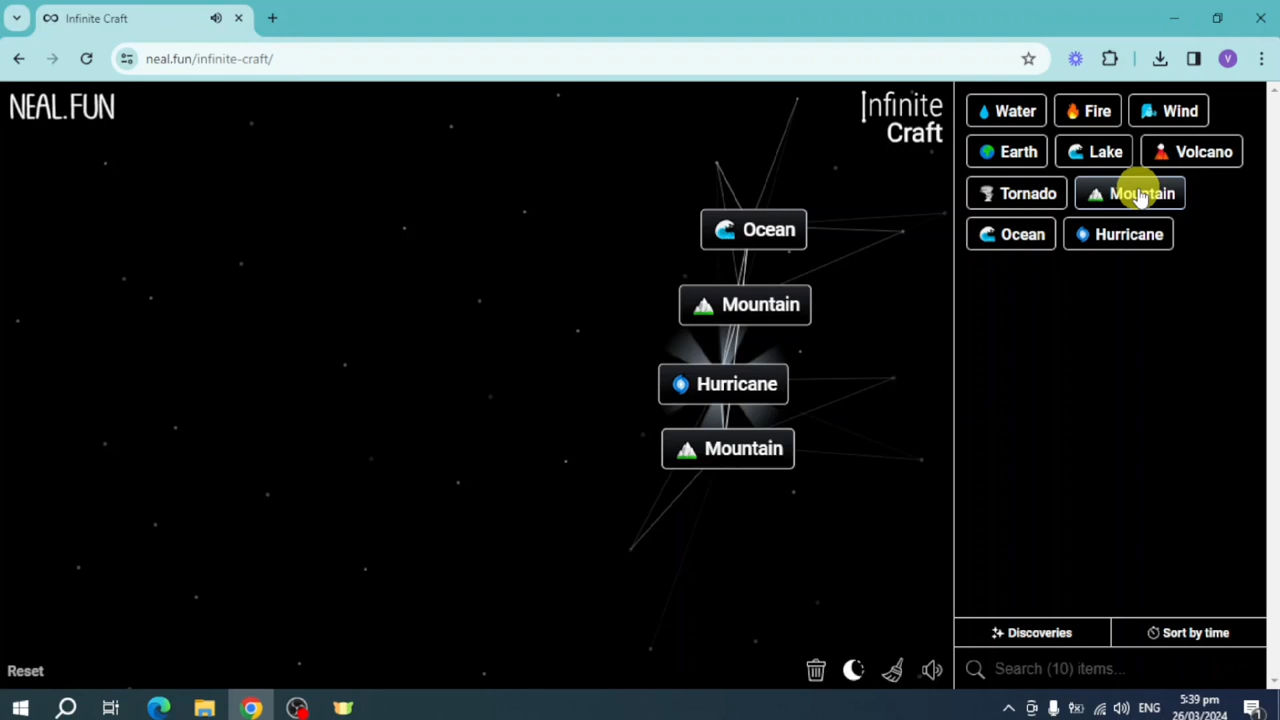 Infinite Craft
neal.fun/infinite-craft/
V
NEAL.FUN
Infinite
Craft
Water
Fire
Wind
Earth
Lake
Volcano
Tornado
Mountain
Ocean
Hurricane
Ocean
Mountain
Hurricane
Mountain
Reset
Discoveries
Sort by time
Search (10) items...
ENG
5:39 pm
26/03/2024
1